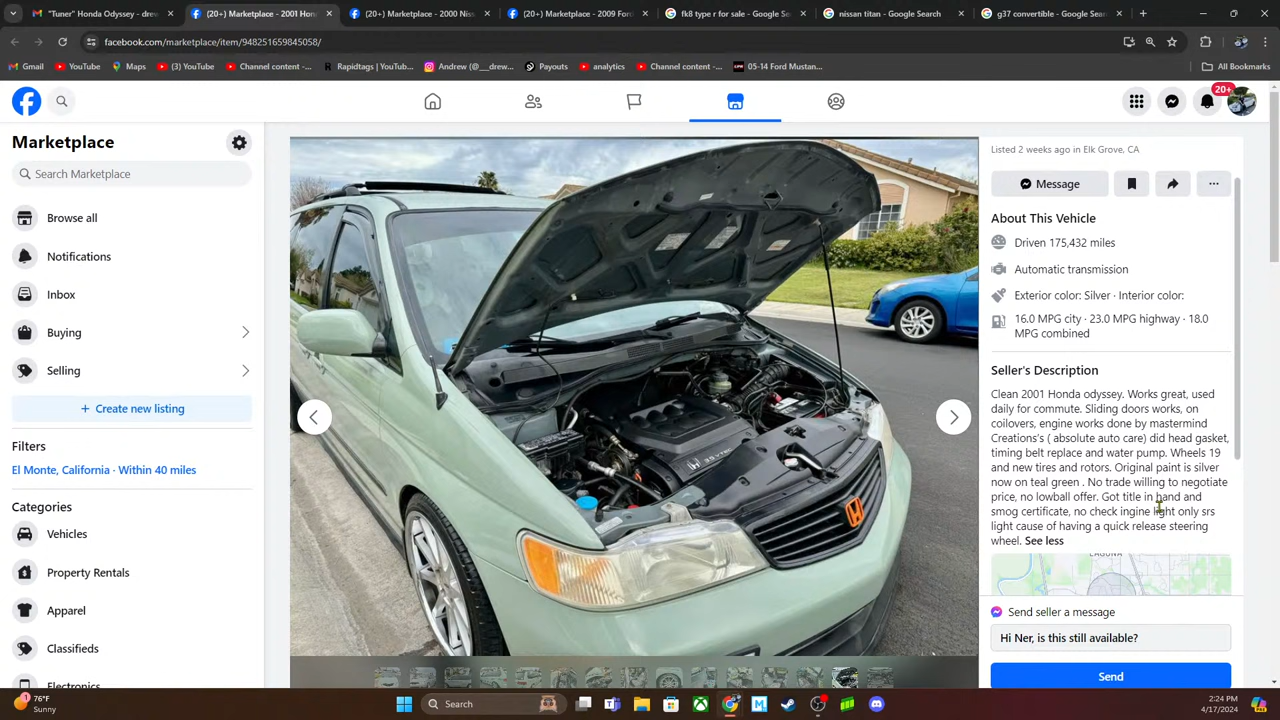 "Tuner" Honda Odyssey - drew
(20+) Marketplace - 2001 Hon
(20+) Marketplace - 2000 Niss
(20+) Marketplace - 2009 Ford
fk8 type r for sale - Google Se
nissan titan - Google Search
g37 convertible - Google Sear
facebook.com/marketplace/item/948251659845058/
Gmail
YouTube
Maps
(3) YouTube
Channel content -...
Rapidtags | YouTub...
Andrew (@___drew...
Payouts
analytics
Channel content -...
05-14 Ford Mustan...
All Bookmarks
20+
Marketplace
Search Marketplace
Browse all
Notifications
Inbox
Buying
Selling
+ Create new listing
Filters
El Monte, California · Within 40 miles
Categories
Vehicles
Property Rentals
Apparel
Classifieds
Electronics
Listed 2 weeks ago in Elk Grove, CA
Message
About This Vehicle
Driven 175,432 miles
Automatic transmission
Exterior color: Silver · Interior color:
16.0 MPG city · 23.0 MPG highway · 18.0
MPG combined
Seller's Description
Clean 2001 Honda odyssey. Works great, used
daily for commute. Sliding doors works, on
coilovers, engine works done by mastermind
Creations's ( absolute auto care) did head gasket,
timing belt replace and water pump. Wheels 19
and new tires and rotors. Original paint is silver
now on teal green . No trade willing to negotiate
price, no lowball offer. Got title in hand and
smog certificate, no check ingine light only srs
light cause of having a quick release steering
wheel. See less
LAGUNA
Send seller a message
Hi Ner, is this still available?
Send
76°F
Sunny
Search
2:24 PM
4/17/2024